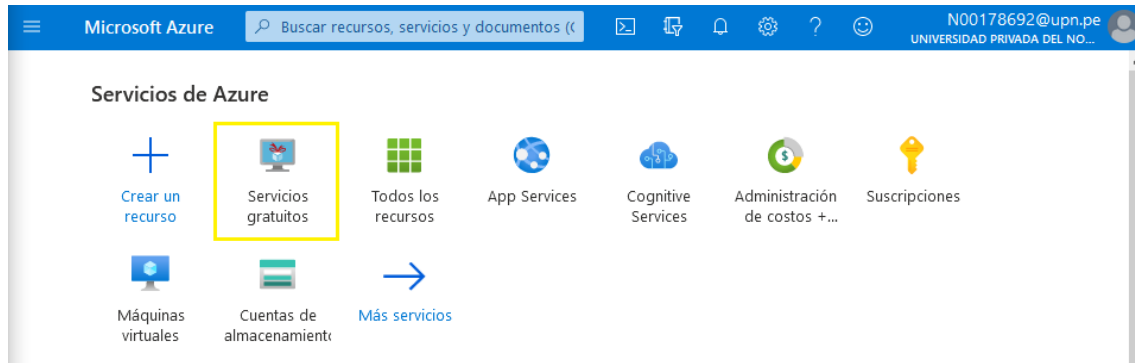 Microsoft Azure
Buscar recursos, servicios y documentos (
N00178692@upn.pe
UNIVERSIDAD PRIVADA DEL NO...
Servicios de Azure
Crear un
recurso
Servicios
gratuitos
Todos los
recursos
App Services
Cognitive
Services
Administración
de costos +...
Suscripciones
Máquinas
virtuales
Cuentas de
almacenamient
Más servicios